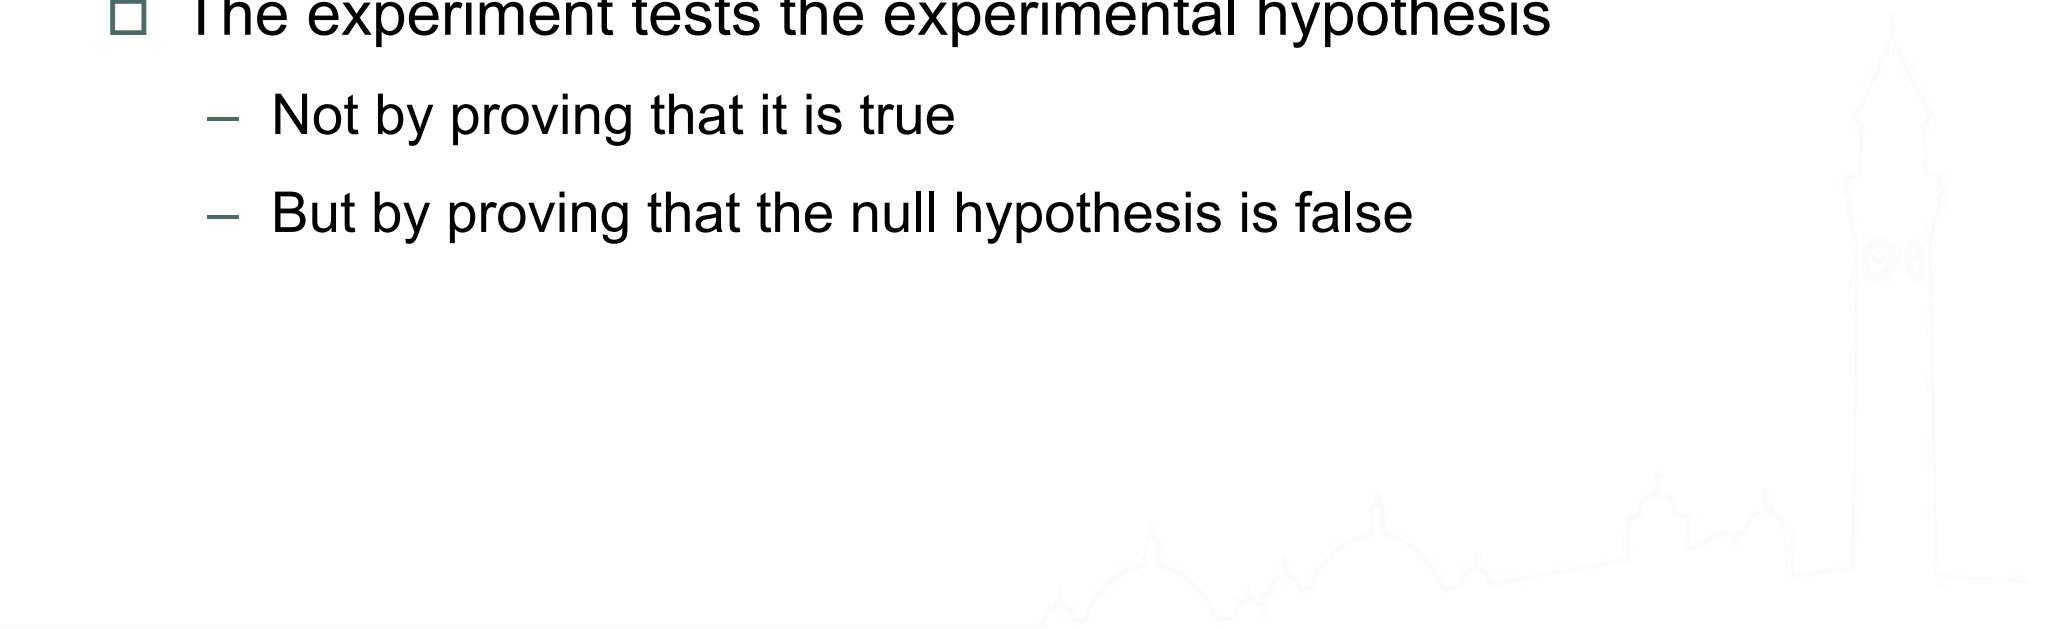 The experiment tests the experimental hypothesis
– Not by proving that it is true
– But by proving that the null hypothesis is false